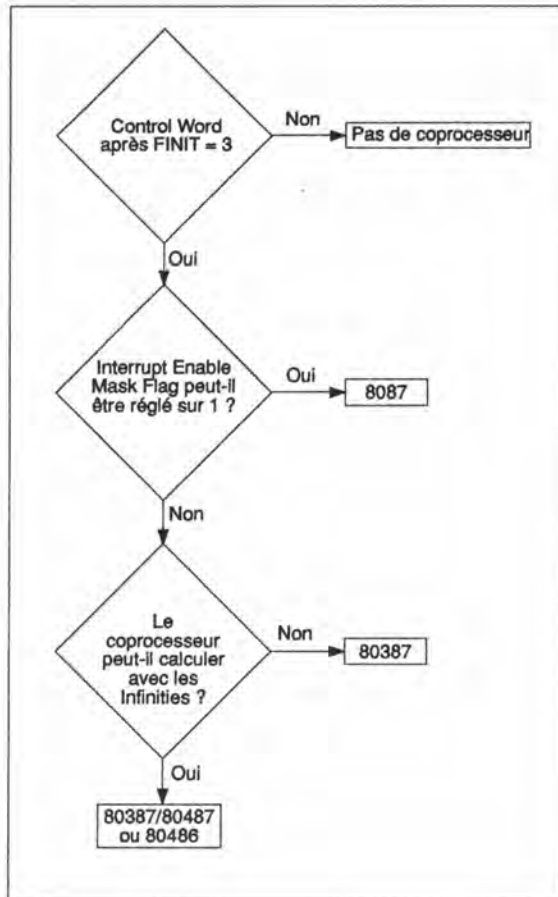 Control Word
après FINIT = 3
Non
Pas de coprocesseur
Oui
Interrupt Enable
Mask Flag peut-il
être réglé sur 1 ?
Oui
8087
Non
Le
coprocesseur
peut-il calculer
avec les
Infinities ?
Non
80387
Oui
80387/80487
ou 80486